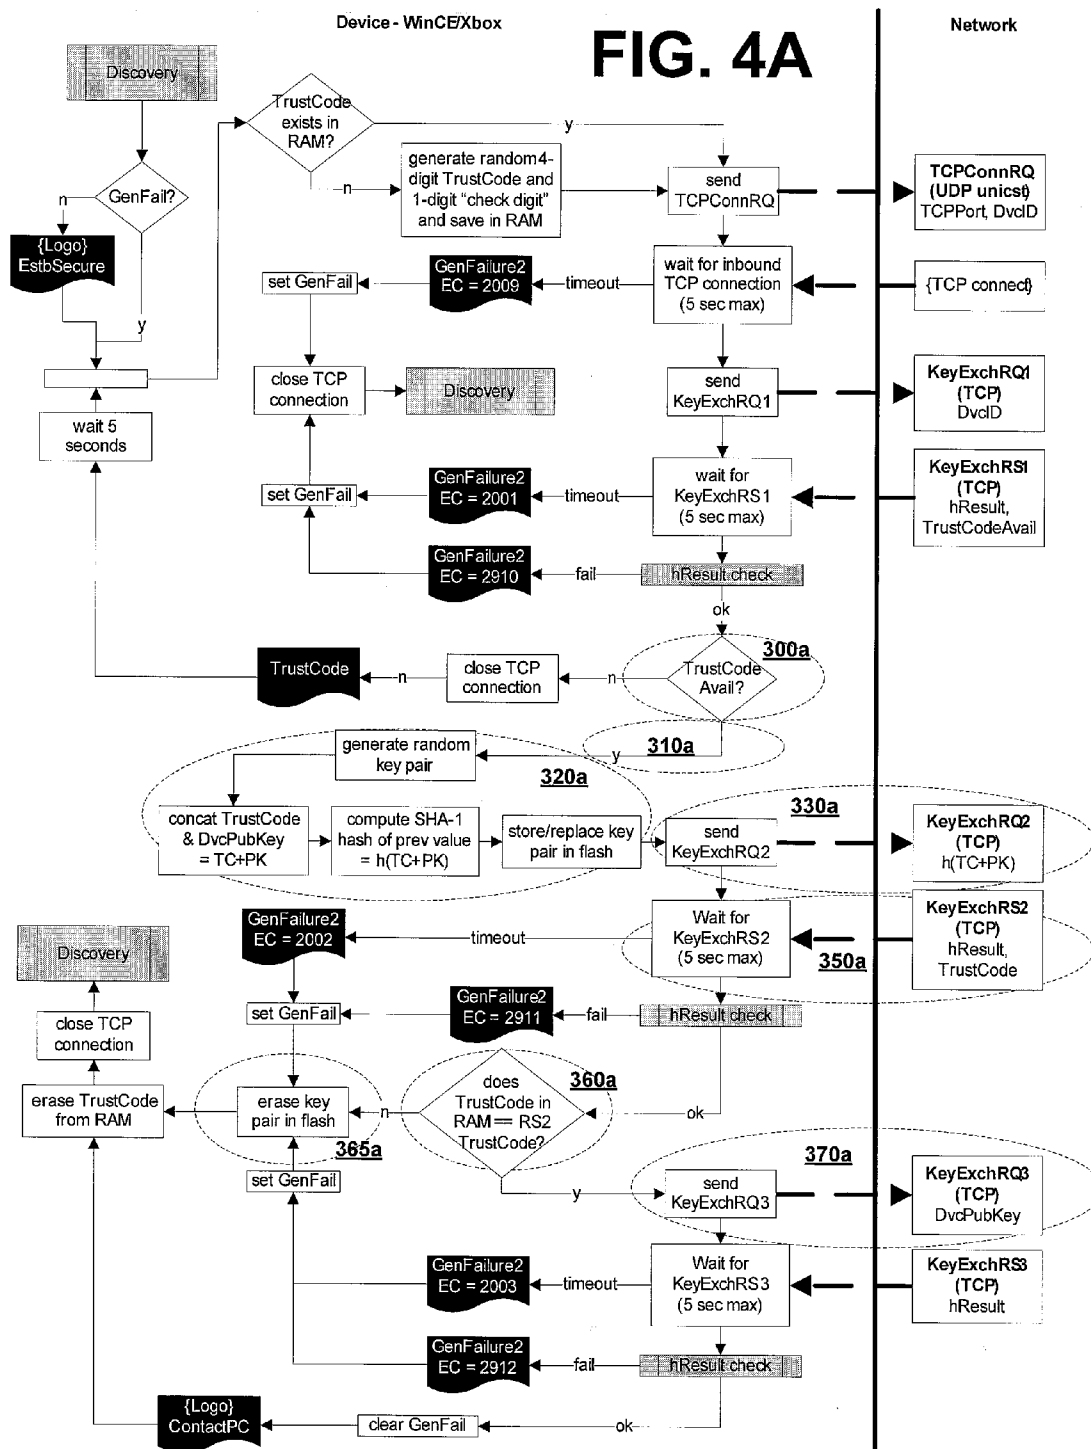 Device - WinCE/Xbox
FIG. 4A
Network
Discovery
TrustCode
exists in
RAM?
y
GenFail?
n
generate random 4-
digit TrustCode and
1-digit "check digit"
and save in RAM
n
send
TCPConnRQ
TCPConnRQ
(UDP unicst)
TCPPort, DvcID
{Logo}
EstbSecure
y
set GenFail
GenFailure2
EC = 2009
timeout
wait for inbound
TCP connection
(5 sec max)
{TCP connect}
close TCP
connection
Discovery
send
KeyExchRQ1
KeyExchRQ1
(TCP)
DvcID
wait 5
seconds
set GenFail
GenFailure2
EC = 2001
timeout
wait for
KeyExchRS1
(5 sec max)
KeyExchRS1
(TCP)
hResult,
TrustCodeAvail
GenFailure2
EC = 2910
fail
hResult check
ok
300a
TrustCode
n
close TCP
connection
n
TrustCode
Avail?
310a
y
generate random
key pair
320a
330a
concat TrustCode
& DvcPubKey
= TC+PK
compute SHA-1
hash of prev value
= h(TC+PK)
store/replace key
pair in flash
send
KeyExchRQ2
KeyExchRQ2
(TCP)
h(TC+PK)
Discovery
GenFailure2
EC = 2002
timeout
Wait for
KeyExchRS2
(5 sec max)
350a
KeyExchRS2
(TCP)
hResult,
TrustCode
close TCP
connection
set GenFail
GenFailure2
EC = 2911
fail
hResult check
erase TrustCode
from RAM
erase key
pair in flash
365a
n
does
TrustCode in
RAM == RS2
TrustCode?
360a
ok
set GenFail
y
send
KeyExchRQ3
370a
KeyExchRQ3
(TCP)
DvcPubKey
GenFailure2
EC = 2003
timeout
Wait for
KeyExchRS3
(5 sec max)
KeyExchRS3
(TCP)
hResult
GenFailure2
EC = 2912
fail
hResult check
{Logo}
ContactPC
clear GenFail
ok